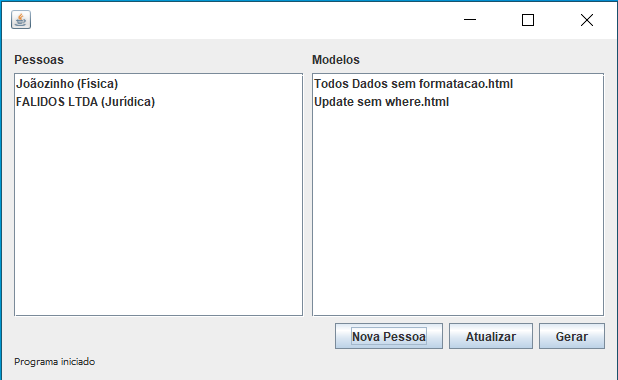 Pessoas
Joãozinho (Física)
FALIDOS LTDA (Jurídica)
Modelos
Todos Dados sem formatacao.html
Update sem where.html
Nova Pessoa
Atualizar
Gerar
Programa iniciado